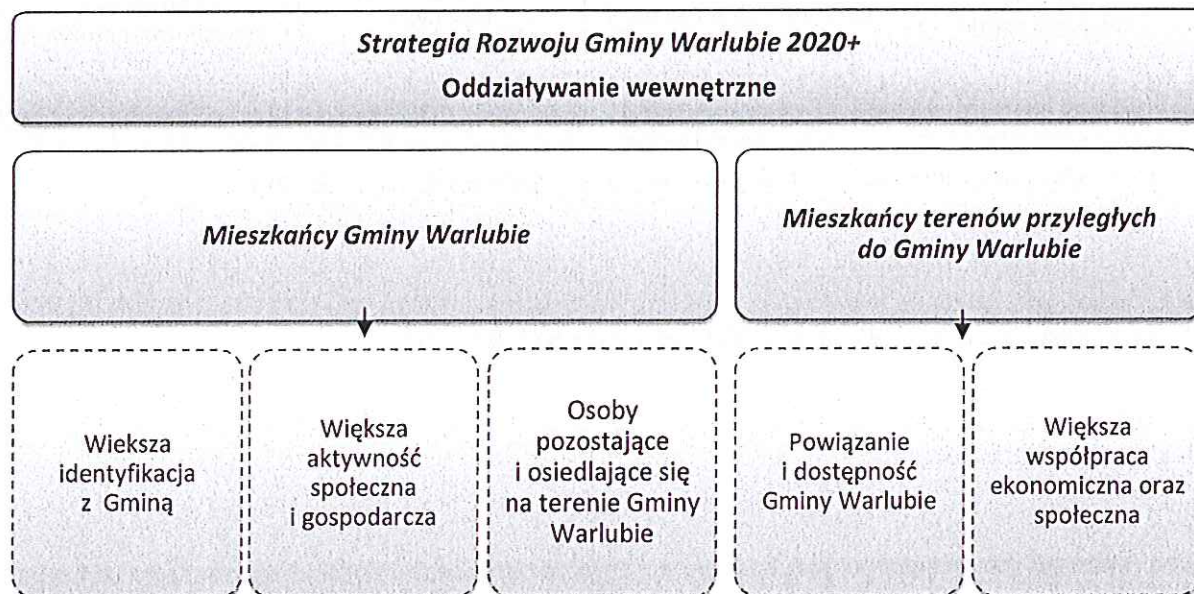 Strategia Rozwoju Gminy Warlubie 2020+
Oddziaływanie wewnętrzne
Mieszkańcy Gminy Warlubie
Mieszkańcy terenów przyległych
do Gminy Warlubie
Wieksza
identyfikacja
z Gminą
Większa
aktywność
społeczna
i gospodarcza
Osoby
pozostające
i osiedlające się
na terenie Gminy
Warlubie
Powiązanie
i dostępność
Gminy Warlubie
Większa
współpraca
ekonomiczna oraz
społeczna